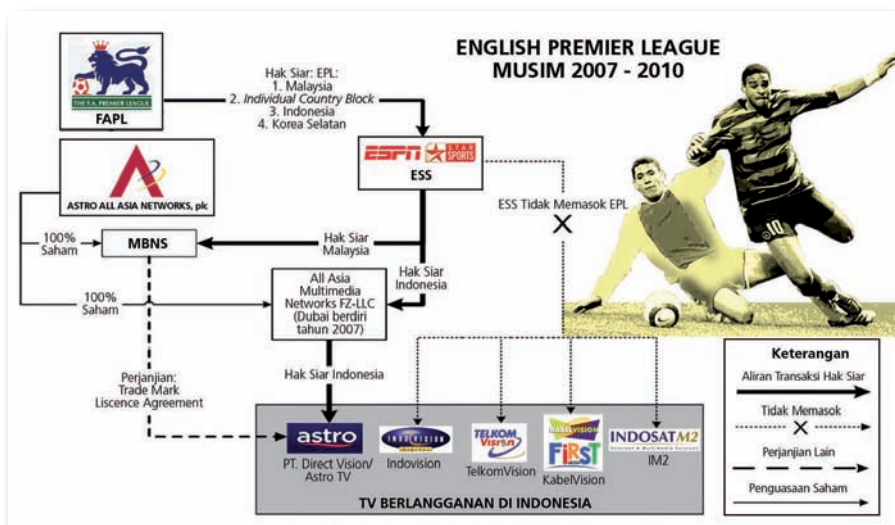 ENGLISH PREMIER LEAGUE
MUSIM 2007 - 2010
THE F.A. PREMIER LEAGUE
FAPL
Hak Siar: EPL:
1. Malaysia
2. Individual Country Block
3. Indonesia
4. Korea Selatan
ESPN STAR SPORTS
ESS
ASTRO ALL ASIA NETWORKS, plc
ESS Tidak Memasok EPL
100%
Saham
MBNS
Hak Siar
Malaysia
Hak Siar
Indonesia
100%
Saham
All Asia
Multimedia
Networks FZ-LLC
(Dubai berdiri
tahun 2007)
Perjanjian:
Trade Mark
Liscence Agreement
Hak Siar Indonesia
astro
PT. Direct Vision/
Astro TV
INDOVISION
Indovision
TELKOM
Vision
TelkomVision
KABELVISION
FiRST
KabelVision
INDOSATM2
IM2
TV BERLANGGANAN DI INDONESIA
Keterangan
Aliran Transaksi Hak Siar
Tidak Memasok
Perjanjian Lain
Penguasaan Saham
10